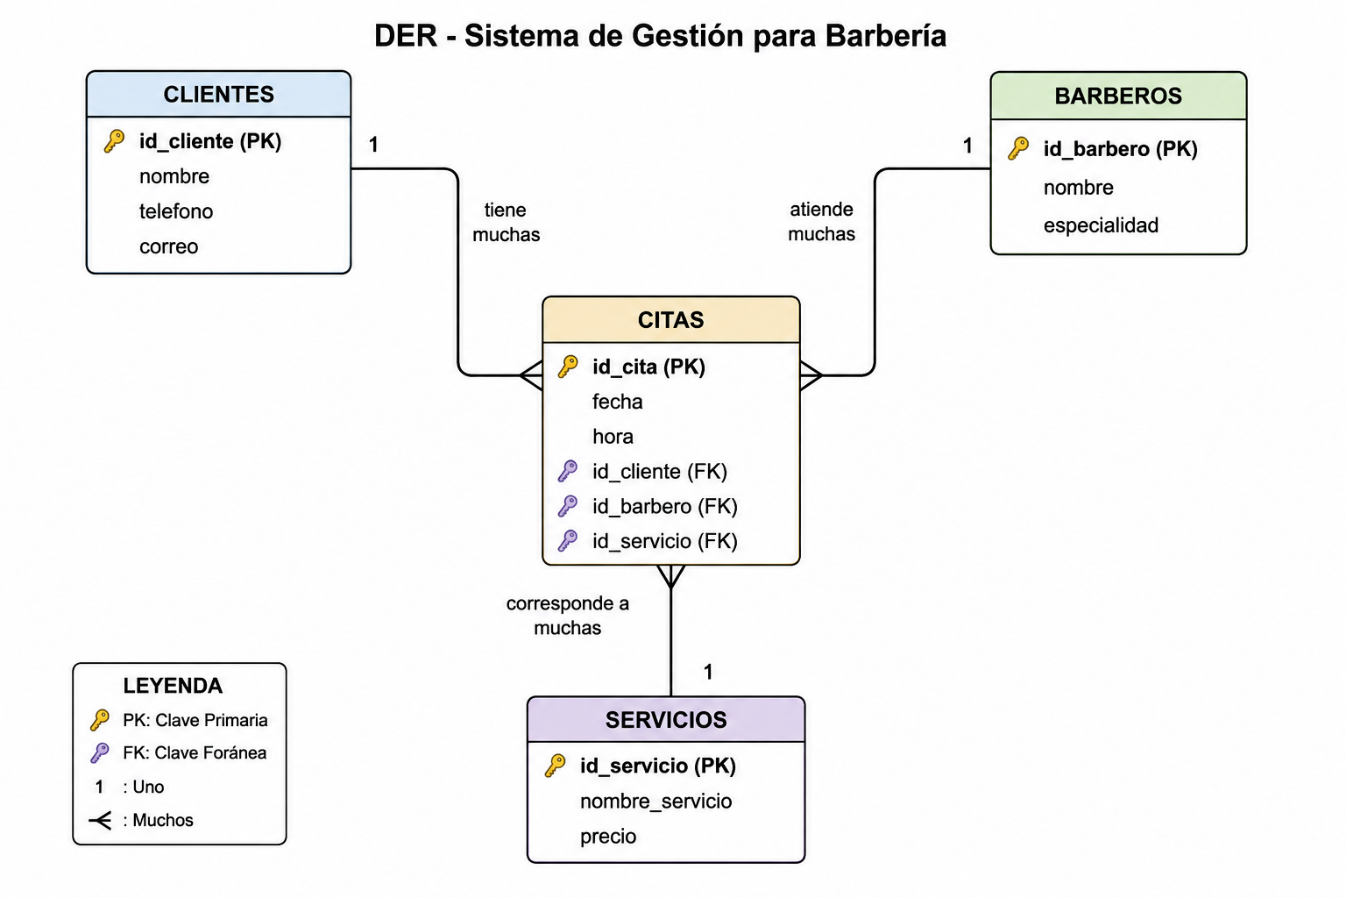 DER - Sistema de Gestión para Barbería
CLIENTES
id_cliente (PK)
nombre
telefono
correo
1
tiene
muchas
BARBEROS
id_barbero (PK)
nombre
especialidad
1
atiende
muchas
CITAS
id_cita (PK)
fecha
hora
id_cliente (FK)
id_barbero (FK)
id_servicio (FK)
corresponde a
muchas
1
SERVICIOS
id_servicio (PK)
nombre_servicio
precio
LEYENDA
PK: Clave Primaria
FK: Clave Foránea
1 : Uno
: Muchos